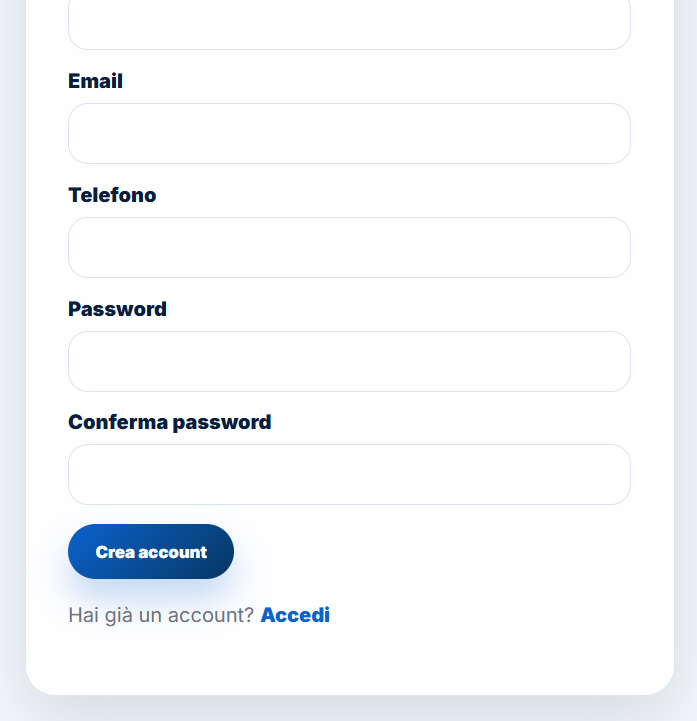 Email
Telefono
Password
Conferma password
Crea account
Hai già un account? Accedi